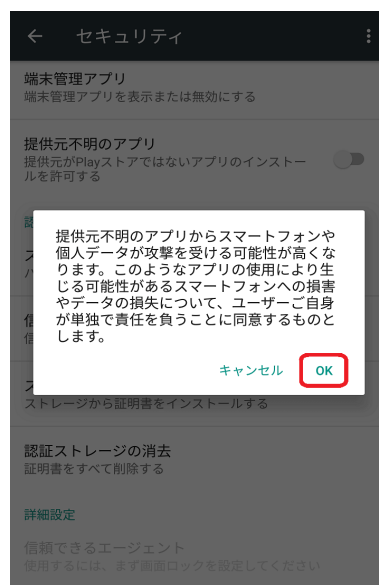 セキュリティ
端末管理アプリ
端末管理アプリを表示または無効にする
提供元不明のアプリ
提供元がPlayストアではないアプリのインストー
ルを許可する
提供元不明のアプリからスマートフォンや
個人データが攻撃を受ける可能性が高くな
ります。このようなアプリの使用により生
じる可能性があるスマートフォンへの損害
やデータの損失について、ユーザーご自身
が単独で責任を負うことに同意するものと
します。
キャンセル OK
ストレージから証明書をインストールする
認証ストレージの消去
証明書をすべて削除する
詳細設定
信頼できるエージェント
使用するには、まず画面ロックを設定してください